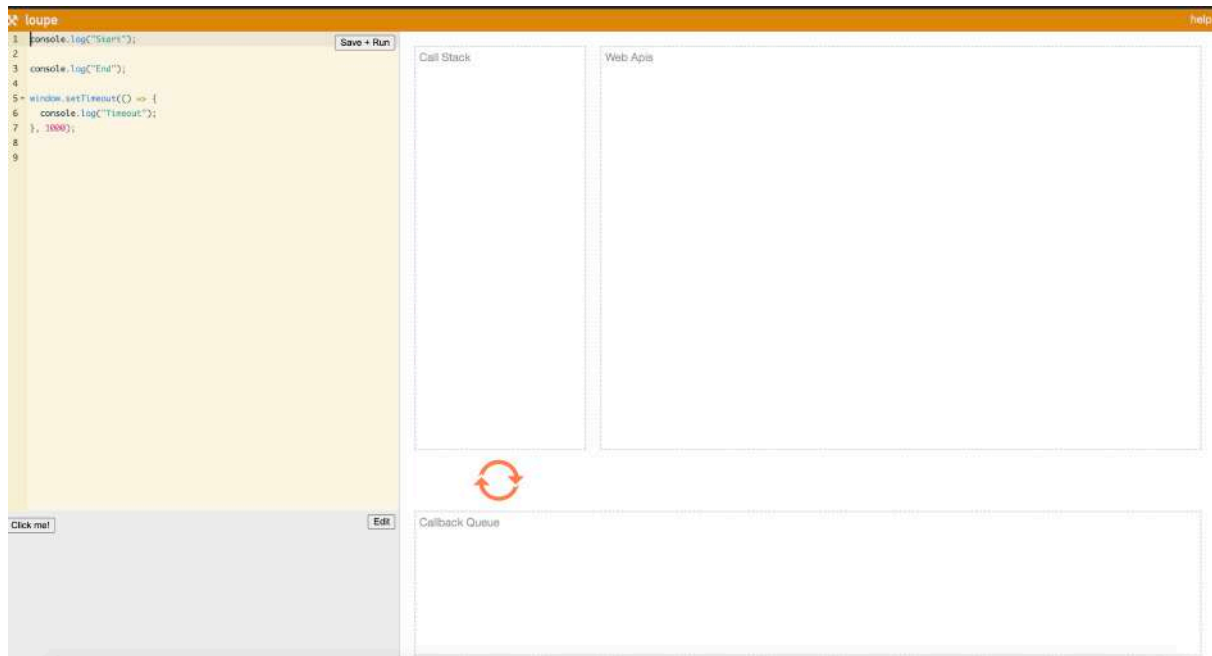 loupe
help
1 console.log("Start");
Save + Run
2
3 console.log("End");
4
5 window.setTimeout(() => {
6 console.log("Timeout");
7 }, 1000);
8
9
Call Stack
Web Apis
Click me!
Edit
Callback Queue